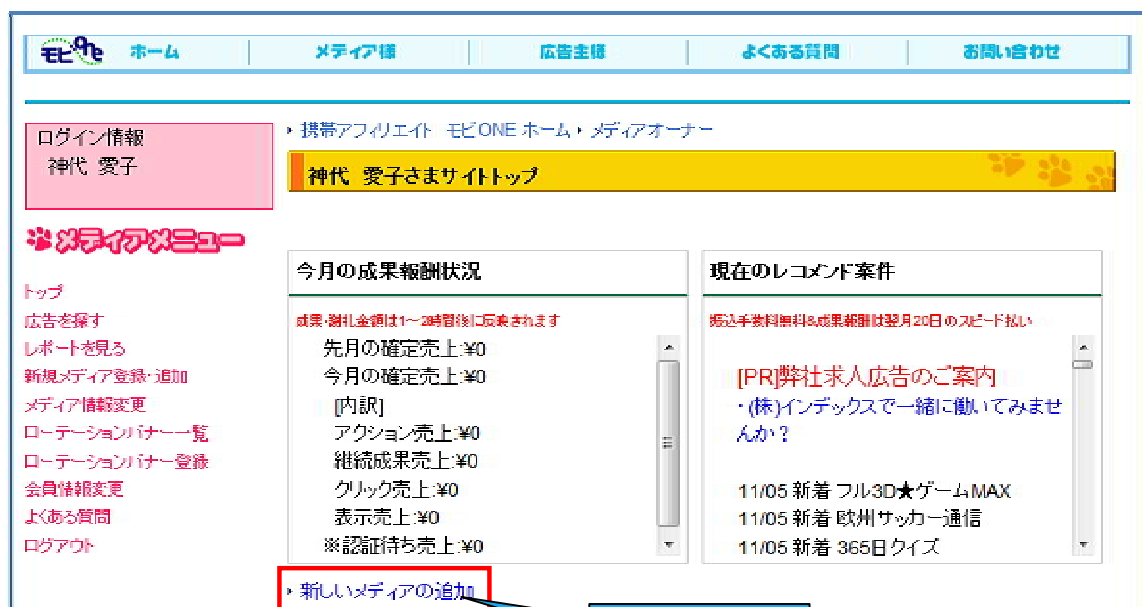 モビOne ホーム メディア様 広告主様 よくある質問 お問い合わせ
ログイン情報
神代 愛子
メディアメニュー
トップ
広告を探す
レポートを見る
新規メディア登録・追加
メディア情報変更
ローテーションバナー一覧
ローテーションバナー登録
会員情報変更
よくある質問
ログアウト
携帯アフィリエイト モビONE ホーム メディアオーナー
神代 愛子さまサイトトップ
今月の成果報酬状況
成果・謝礼金額は1～2時間後に反映されます
先月の確定売上:¥0
今月の確定売上:¥0
[内訳]
アクション売上:¥0
継続成果売上:¥0
クリック売上:¥0
表示売上:¥0
※認証待ち売上:¥0
現在のレコメンド案件
振込手数料無料&成果報酬は翌月20日のスピード払い
[PR]弊社求人広告のご案内
・(株)インデックスで一緒に働いてみませ
んか？
11/05 新着 フル3D★ゲームMAX
11/05 新着 欧州サッカー通信
11/05 新着 365日クイズ
新しいメディアの追加